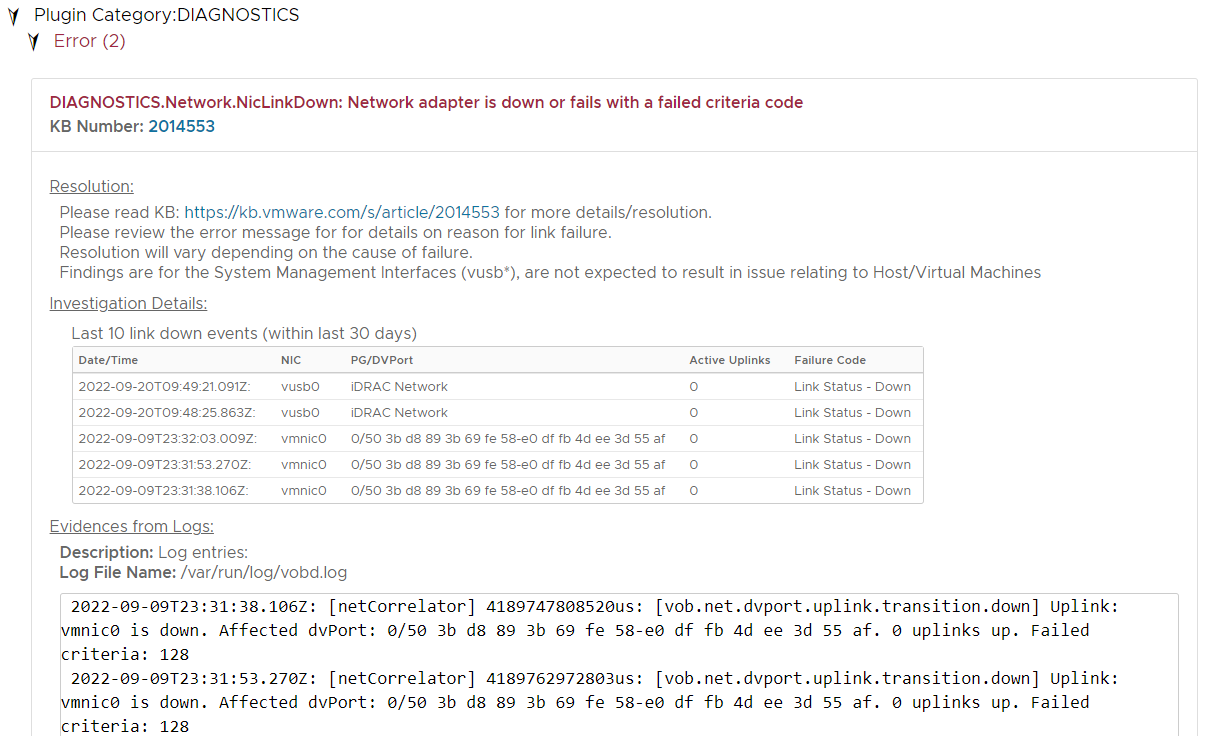 Plugin Category:DIAGNOSTICS
Error (2)
DIAGNOSTICS.Network.NicLinkDown: Network adapter is down or fails with a failed criteria code
KB Number: 2014553
Resolution:
Please read KB: https://kb.vmware.com/s/article/2014553 for more details/resolution.
Please review the error message for for details on reason for link failure.
Resolution will vary depending on the cause of failure.
Findings are for the System Management Interfaces (vusb*), are not expected to result in issue relating to Host/Virtual Machines
Investigation Details:
Last 10 link down events (within last 30 days)
Date/Time NIC PG/DVPort Active Uplinks Failure Code
2022-09-20T09:49:21.091Z: vusb0 iDRAC Network 0 Link Status - Down
2022-09-20T09:48:25.863Z: vusb0 iDRAC Network 0 Link Status - Down
2022-09-09T23:32:03.009Z: vmnic0 0/50 3b d8 89 3b 69 fe 58-e0 df fb 4d ee 3d 55 af 0 Link Status - Down
2022-09-09T23:31:53.270Z: vmnic0 0/50 3b d8 89 3b 69 fe 58-e0 df fb 4d ee 3d 55 af 0 Link Status - Down
2022-09-09T23:31:38.106Z: vmnic0 0/50 3b d8 89 3b 69 fe 58-e0 df fb 4d ee 3d 55 af 0 Link Status - Down
Evidences from Logs:
Description: Log entries:
Log File Name: /var/run/log/vobd.log
2022-09-09T23:31:38.106Z: [netCorrelator] 4189747808520us: [vob.net.dvport.uplink.transition.down] Uplink:
vmnic0 is down. Affected dvPort: 0/50 3b d8 89 3b 69 fe 58-e0 df fb 4d ee 3d 55 af. 0 uplinks up. Failed
criteria: 128
2022-09-09T23:31:53.270Z: [netCorrelator] 4189762972803us: [vob.net.dvport.uplink.transition.down] Uplink:
vmnic0 is down. Affected dvPort: 0/50 3b d8 89 3b 69 fe 58-e0 df fb 4d ee 3d 55 af. 0 uplinks up. Failed
criteria: 128